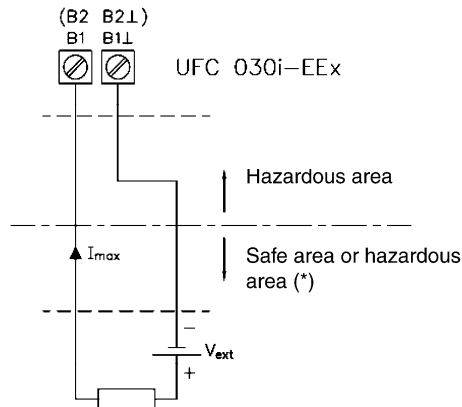 (B2 B2⊥)
B1 B1⊥
UFC 030i-EEx
Hazardous area
Imax
Safe area or hazardous
area (*)
−
Vext
+